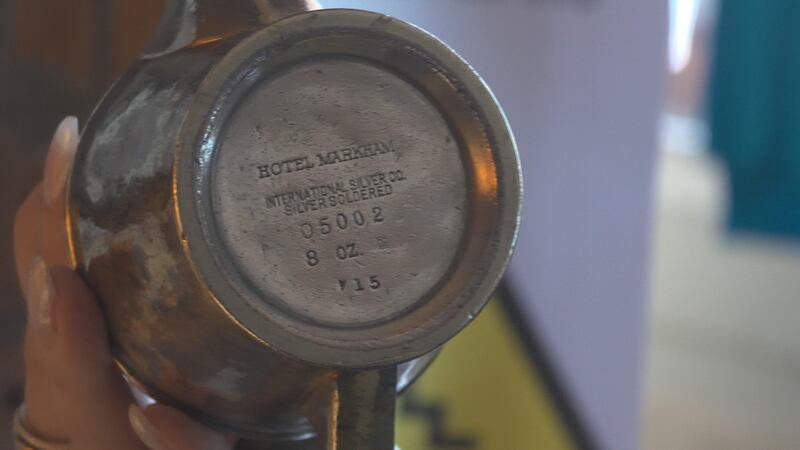 HOTEL MARKHAM
INTERNATIONAL SILVER CO.
SILVER SOLDERED
05002
8 OZ.
15